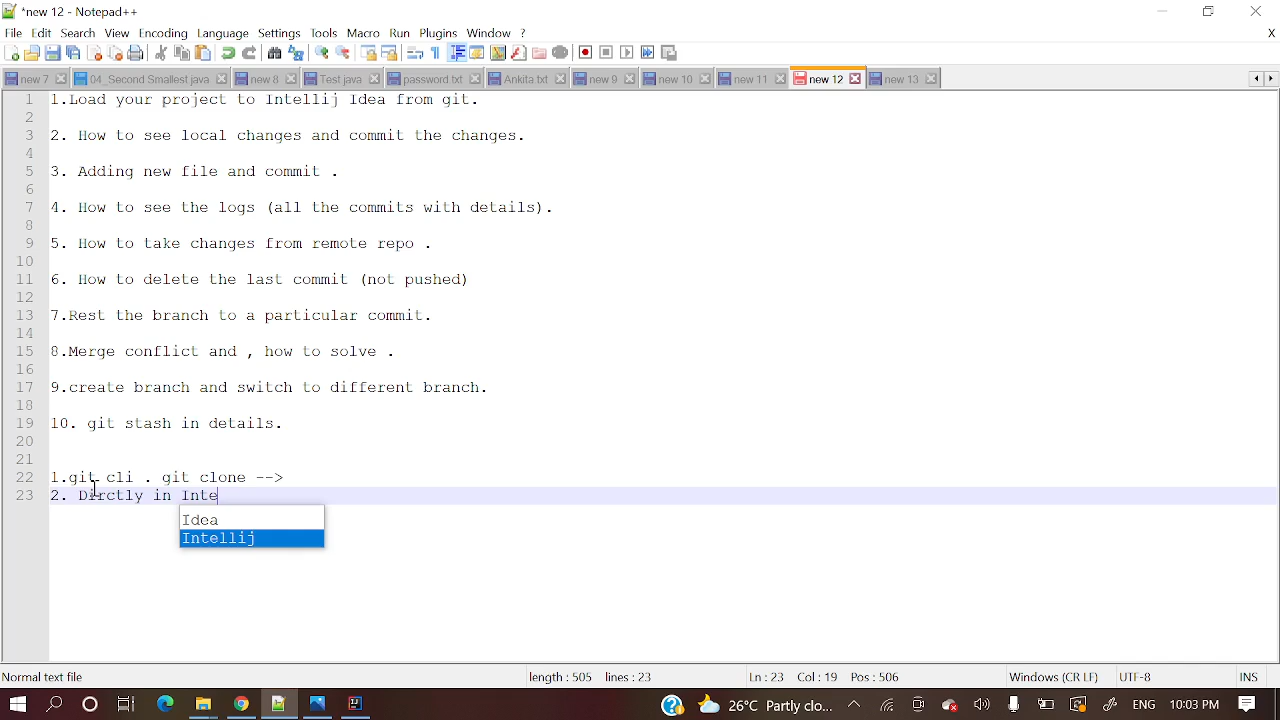 *new 12 - Notepad++
File Edit Search View Encoding Language Settings Tools Macro Run Plugins Window ? X
new 7 04- Second Smallest.java new 8 Test.java password.txt Ankita.txt new 9 new 10 new 11 new 12 new 13
1 1.Load your project to Intellij Idea from git.
2
3 2. How to see local changes and commit the changes.
4
5 3. Adding new file and commit .
6
7 4. How to see the logs (all the commits with details).
8
9 5. How to take changes from remote repo .
10
11 6. How to delete the last commit (not pushed)
12
13 7.Rest the branch to a particular commit.
14
15 8.Merge conflict and , how to solve .
16
17 9.create branch and switch to different branch.
18
19 10. git stash in details.
20
21
22 1.git cli . git clone -->
23 2. Dirctly in Inte
Idea
Intellij
Normal text file length : 505 lines : 23 Ln : 23 Col : 19 Pos : 506 Windows (CR LF) UTF-8 INS
26°C Partly clo... ENG 10:03 PM